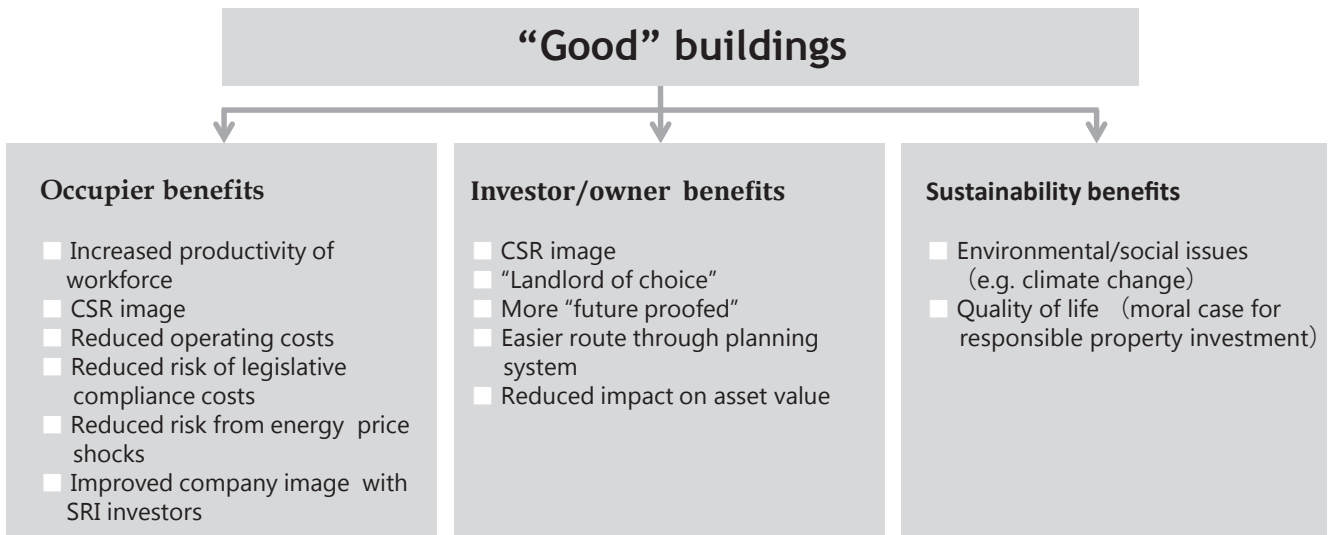 “Good” buildings
Occupier benefits
Increased productivity of
workforce
CSR image
Reduced operating costs
Reduced risk of legislative
compliance costs
Reduced risk from energy price
shocks
Improved company image with
SRI investors
Investor/owner benefits
CSR image
“Landlord of choice”
More “future proofed”
Easier route through planning
system
Reduced impact on asset value
Sustainability benefits
Environmental/social issues
（e.g. climate change）
Quality of life （moral case for
responsible property investment）